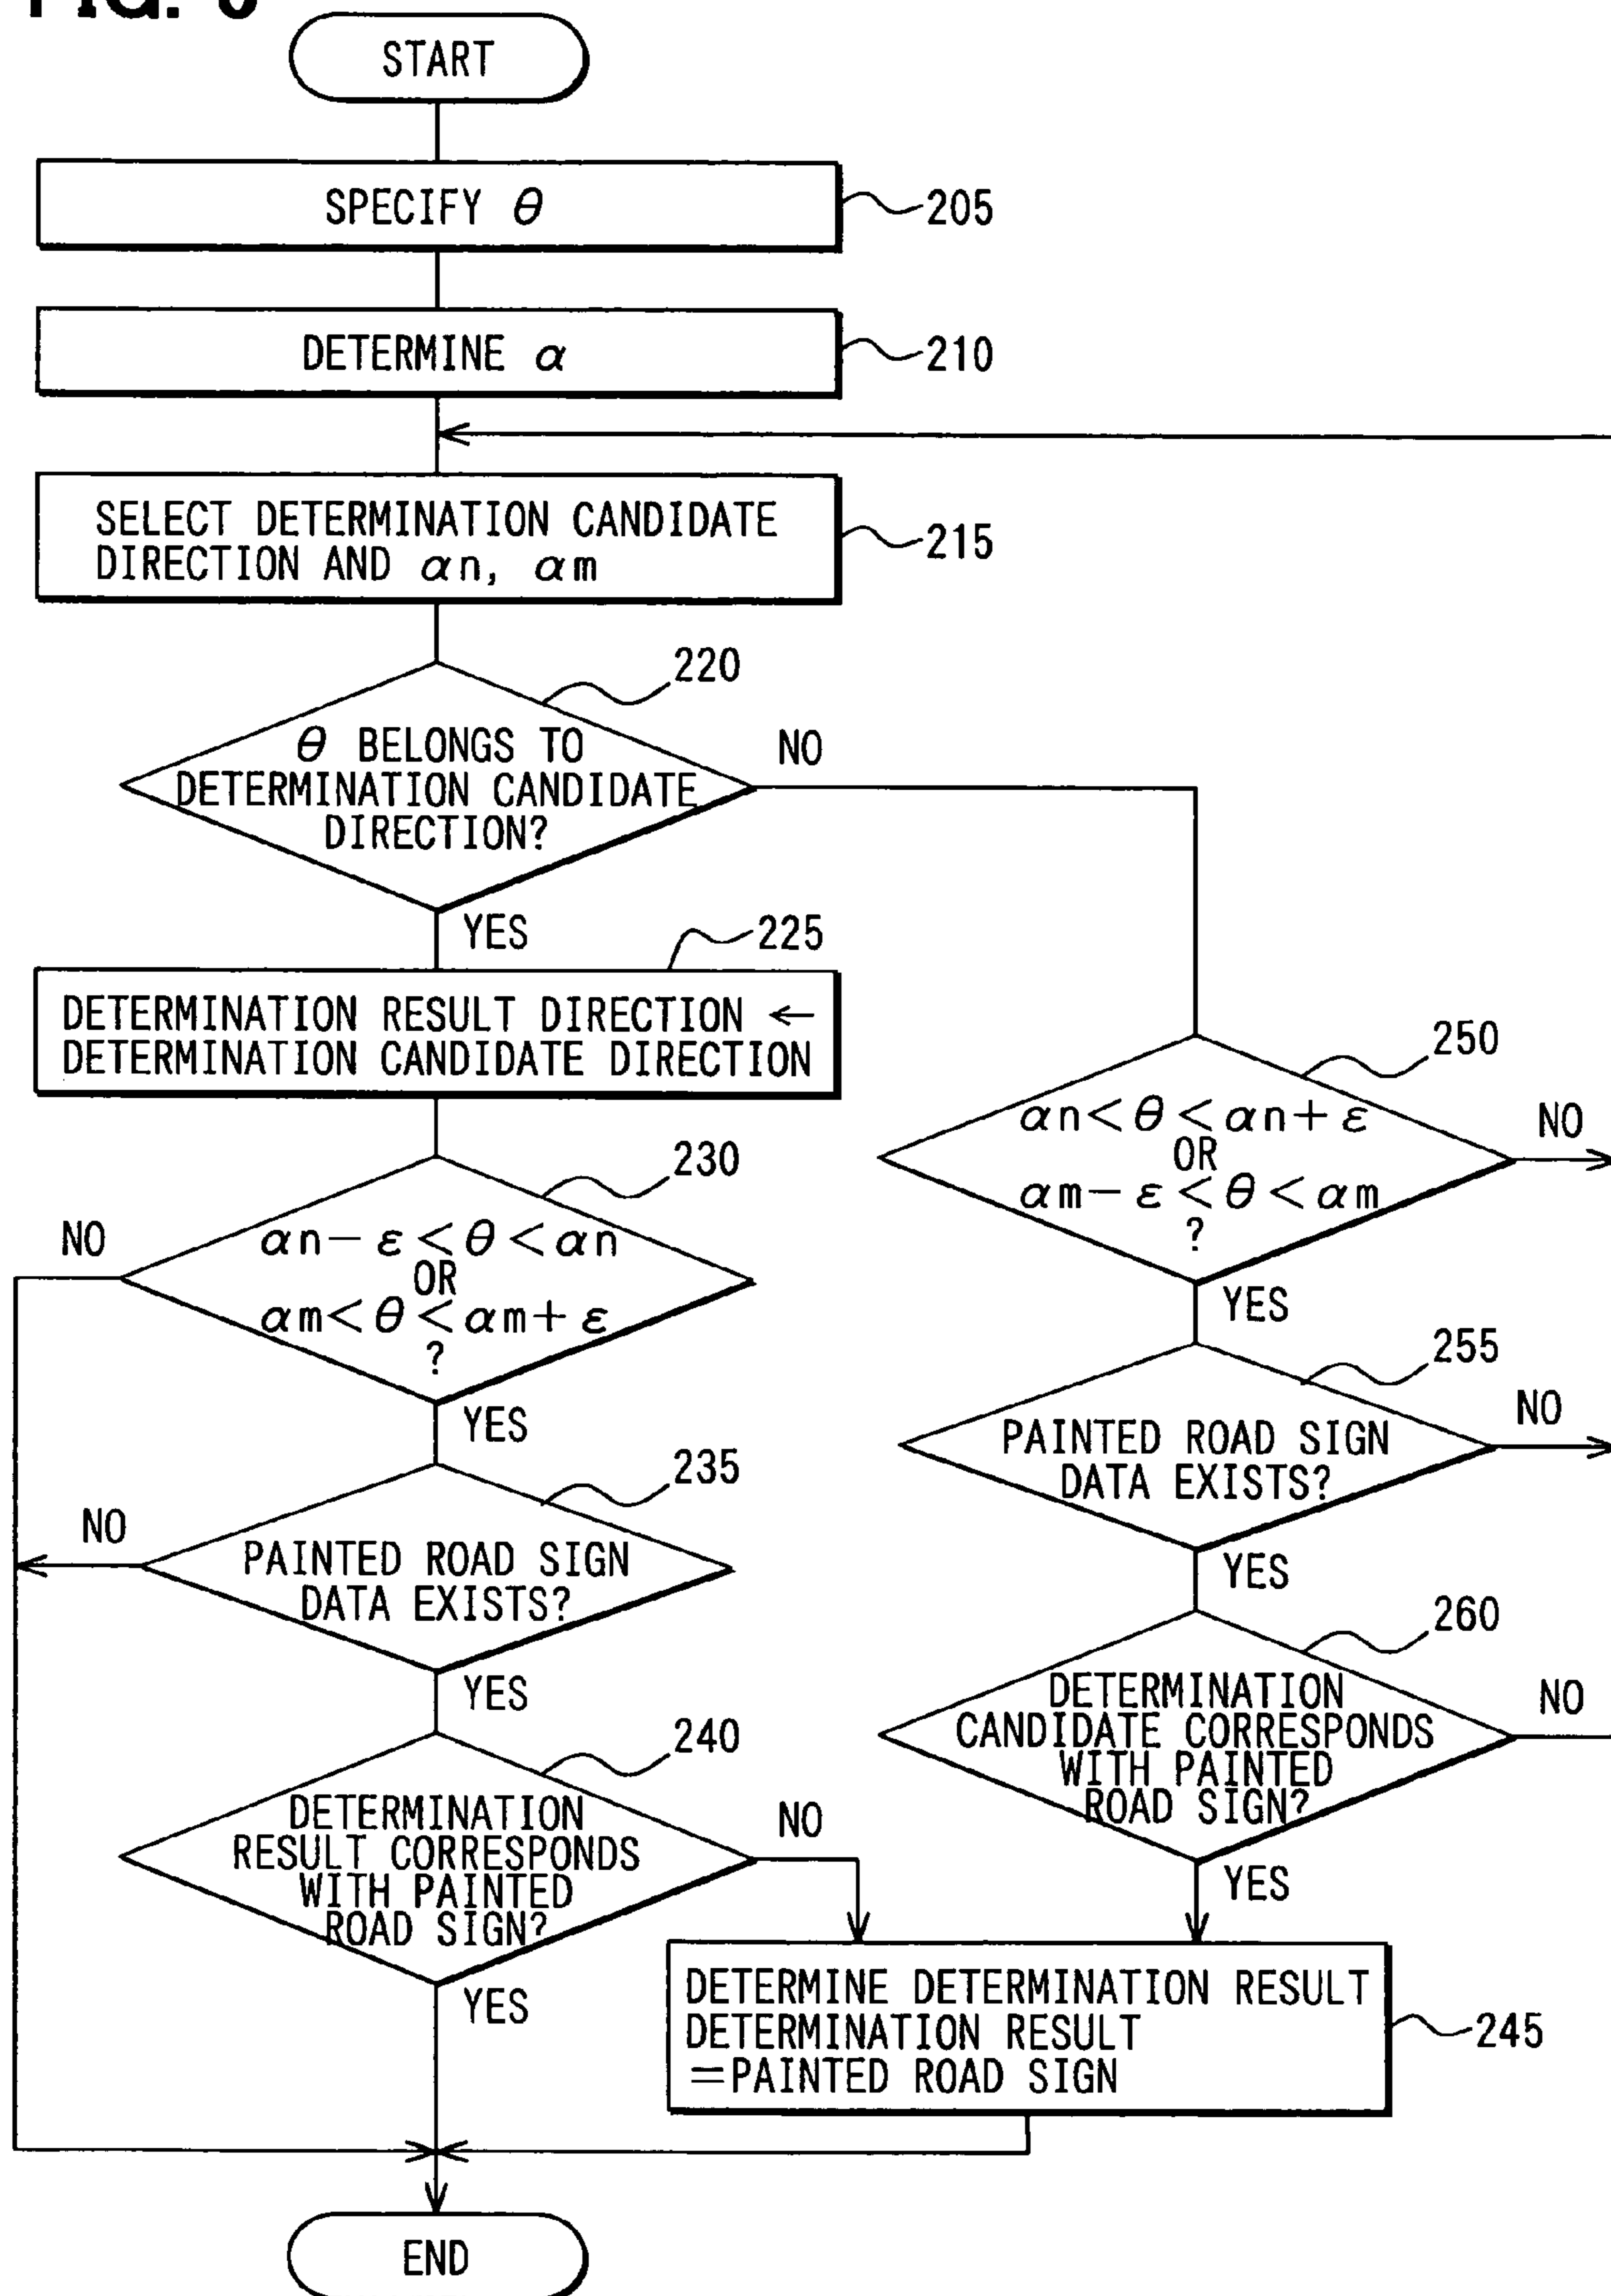 FIG.
START
SPECIFY θ
205
DETERMINE α
210
SELECT DETERMINATION CANDIDATE
DIRECTION AND αn, αm
215
220
θ BELONGS TO
DETERMINATION CANDIDATE
DIRECTION?
NO
YES
225
DETERMINATION RESULT DIRECTION ←
DETERMINATION CANDIDATE DIRECTION
230
αn−ε<θ<αn
OR
αm<θ<αm+ε
?
NO
YES
235
PAINTED ROAD SIGN
DATA EXISTS?
NO
YES
240
DETERMINATION
RESULT CORRESPONDS
WITH PAINTED
ROAD SIGN?
NO
YES
250
αn<θ<αn+ε
OR
αm−ε<θ<αm
?
NO
YES
255
PAINTED ROAD SIGN
DATA EXISTS?
NO
YES
260
DETERMINATION
CANDIDATE CORRESPONDS
WITH PAINTED
ROAD SIGN?
NO
YES
DETERMINE DETERMINATION RESULT
DETERMINATION RESULT
=PAINTED ROAD SIGN
245
END